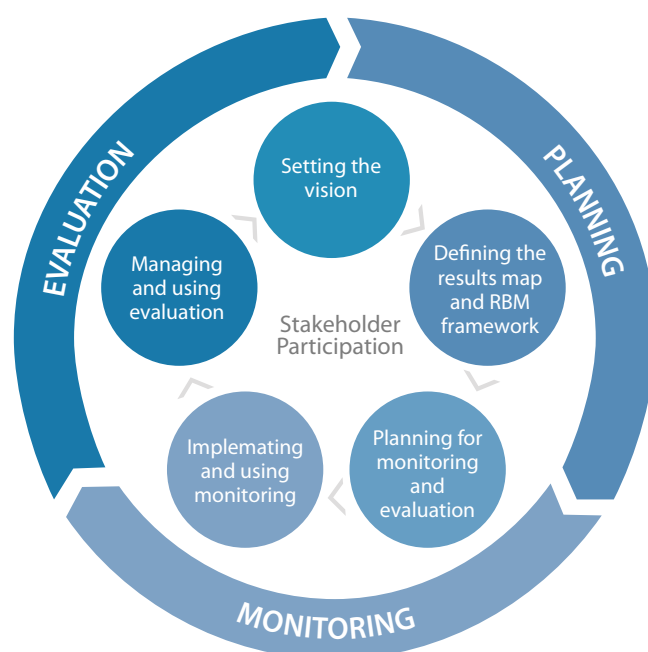 EVALUATION
PLANNING
MONITORING
Setting the
vision
Defining the
results map
and RBM
framework
Planning for
monitoring
and
evaluation
Implemating
and using
monitoring
Managing
and using
evaluation
Stakeholder
Participation